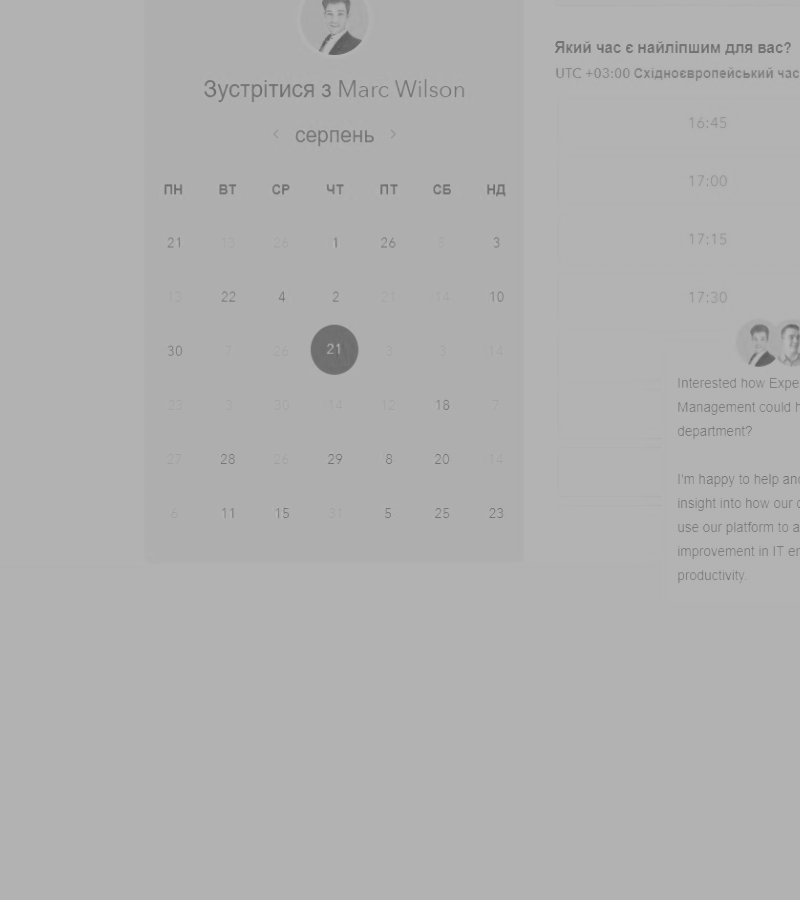 Зустрітися з Marc Wilson
‹ серпень ›
ПН ВТ СР ЧТ ПТ СБ НД
21 13 26 1 26 5 3
13 22 4 2 21 14 10
30 7 26 21 3 3 14
23 3 30 14 12 18 7
27 28 26 29 8 20 14
6 11 15 31 5 25 23
Який час є найліпшим для вас?
UTC +03:00 Східноєвропейський час
16:45
17:00
17:15
17:30
Interested how Expe
Management could h
department?
I'm happy to help and
insight into how our c
use our platform to a
improvement in IT en
productivity.